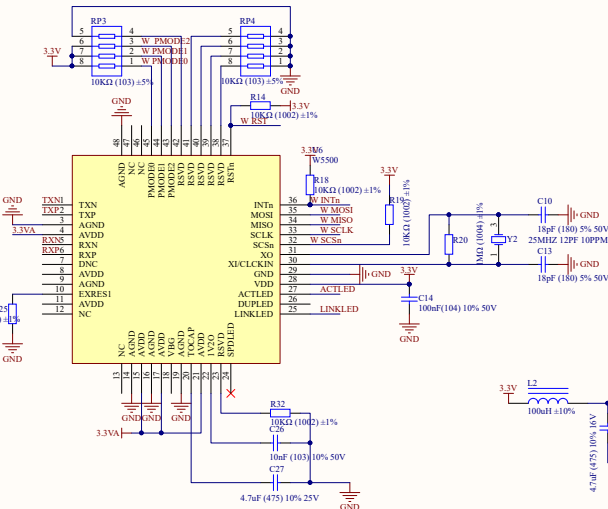 RP3
RP4
5 4
6 3 W PMODE2
7 2 W PMODE1
8 1 W PMODE0
5 4
6 3
7 2
8 1
3.3V
10KΩ (103) ±5%
10KΩ (103) ±5%
GND
GND
R14
3.3V
10KΩ (1002) ±1%
W RST
48 47 46 45 44 43 42 41 40 39 38 37
AGND NC NC PMODE0 PMODE1 PMODE2 RSVD RSVD RSVD RSVD RSVD RSTn
3.3V
U6
W5500
R18
10KΩ (1002) ±1%
3.3V
R19
10KΩ (1002) ±1%
GND
3.3VA
TXN1
TXP2
3
4
RXN5
RXP6
7
8
9
10
11
12
TXN
TXP
AGND
AVDD
RXN
RXP
DNC
AVDD
AGND
EXRES1
AVDD
NC
INTn 36 W INTn
MOSI 35 W MOSI
MISO 34 W MISO
SCLK 33 W SCLK
SCSn 32 W SCSn
XO 31
XI/CLCKIN 30
GND 29 GND
VDD 28 3.3V
ACTLED 27 ACTLED
DUPLED 26
LINKLED 25 LINKLED
C14
100nF(104) 10% 50V
GND
R20
1MΩ (1004) ±1%
3
1
Y2
25MHZ 12PF 10PPM
C10
GND
18pF (180) 5% 50V
C13
GND
18pF (180) 5% 50V
25
±1%
GND
NC AGND AVDD AGND AVDD VBG AGND TOCAP AVDD 1V2O RSVD SPDLED
13 14 15 16 17 18 19 20 21 22 23 24
GND GND GND
3.3VA
R32
10KΩ (1002) ±1%
C26
10nF (103) 10% 50V
C27
4.7uF (475) 10% 25V
GND
3.3V
L2
100uH ±10%
4.7uF (475) 10% 16V